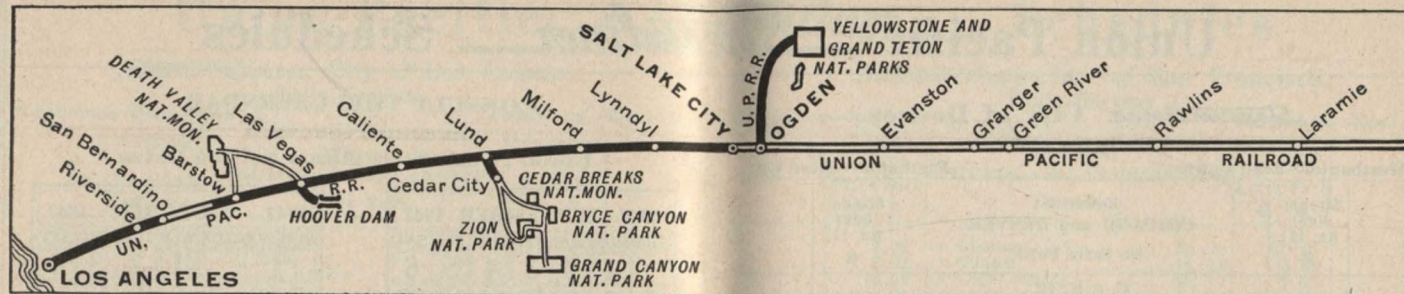 YELLOWSTONE AND
GRAND TETON
NAT. PARKS
U.P.R.R.
SALT LAKE CITY
OGDEN
DEATH VALLEY
NAT. MON.
LOS ANGELES
Riverside
San Bernardino
Barstow
Las Vegas
Caliente
Lund
Milford
Lynndyl
Evanston
Granger
Green River
Rawlins
Laramie
UN.
PAC.
R.R.
HOOVER DAM
Cedar City
CEDAR BREAKS
NAT. MON.
BRYCE CANYON
NAT. PARK
ZION
NAT. PARK
GRAND CANYON
NAT. PARK
UNION
PACIFIC
RAILROAD